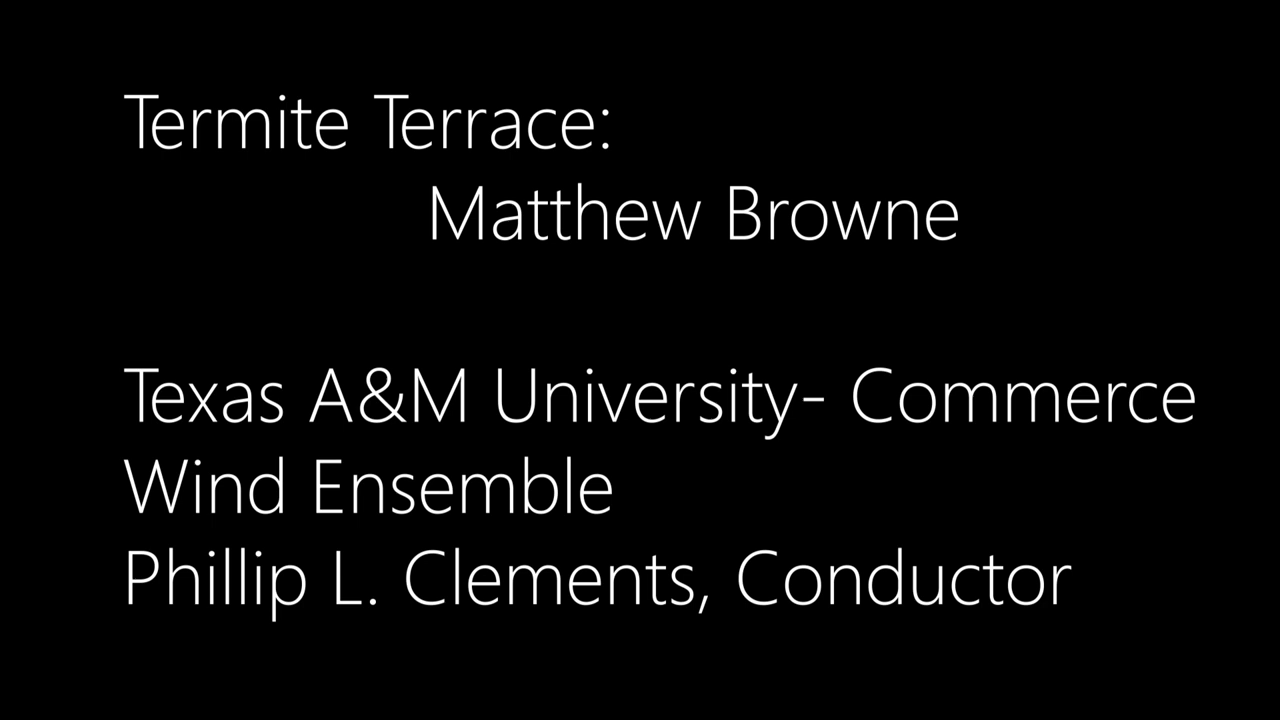 Termite Terrace:
Matthew Browne
Texas A&M University- Commerce
Wind Ensemble
Phillip L. Clements, Conductor